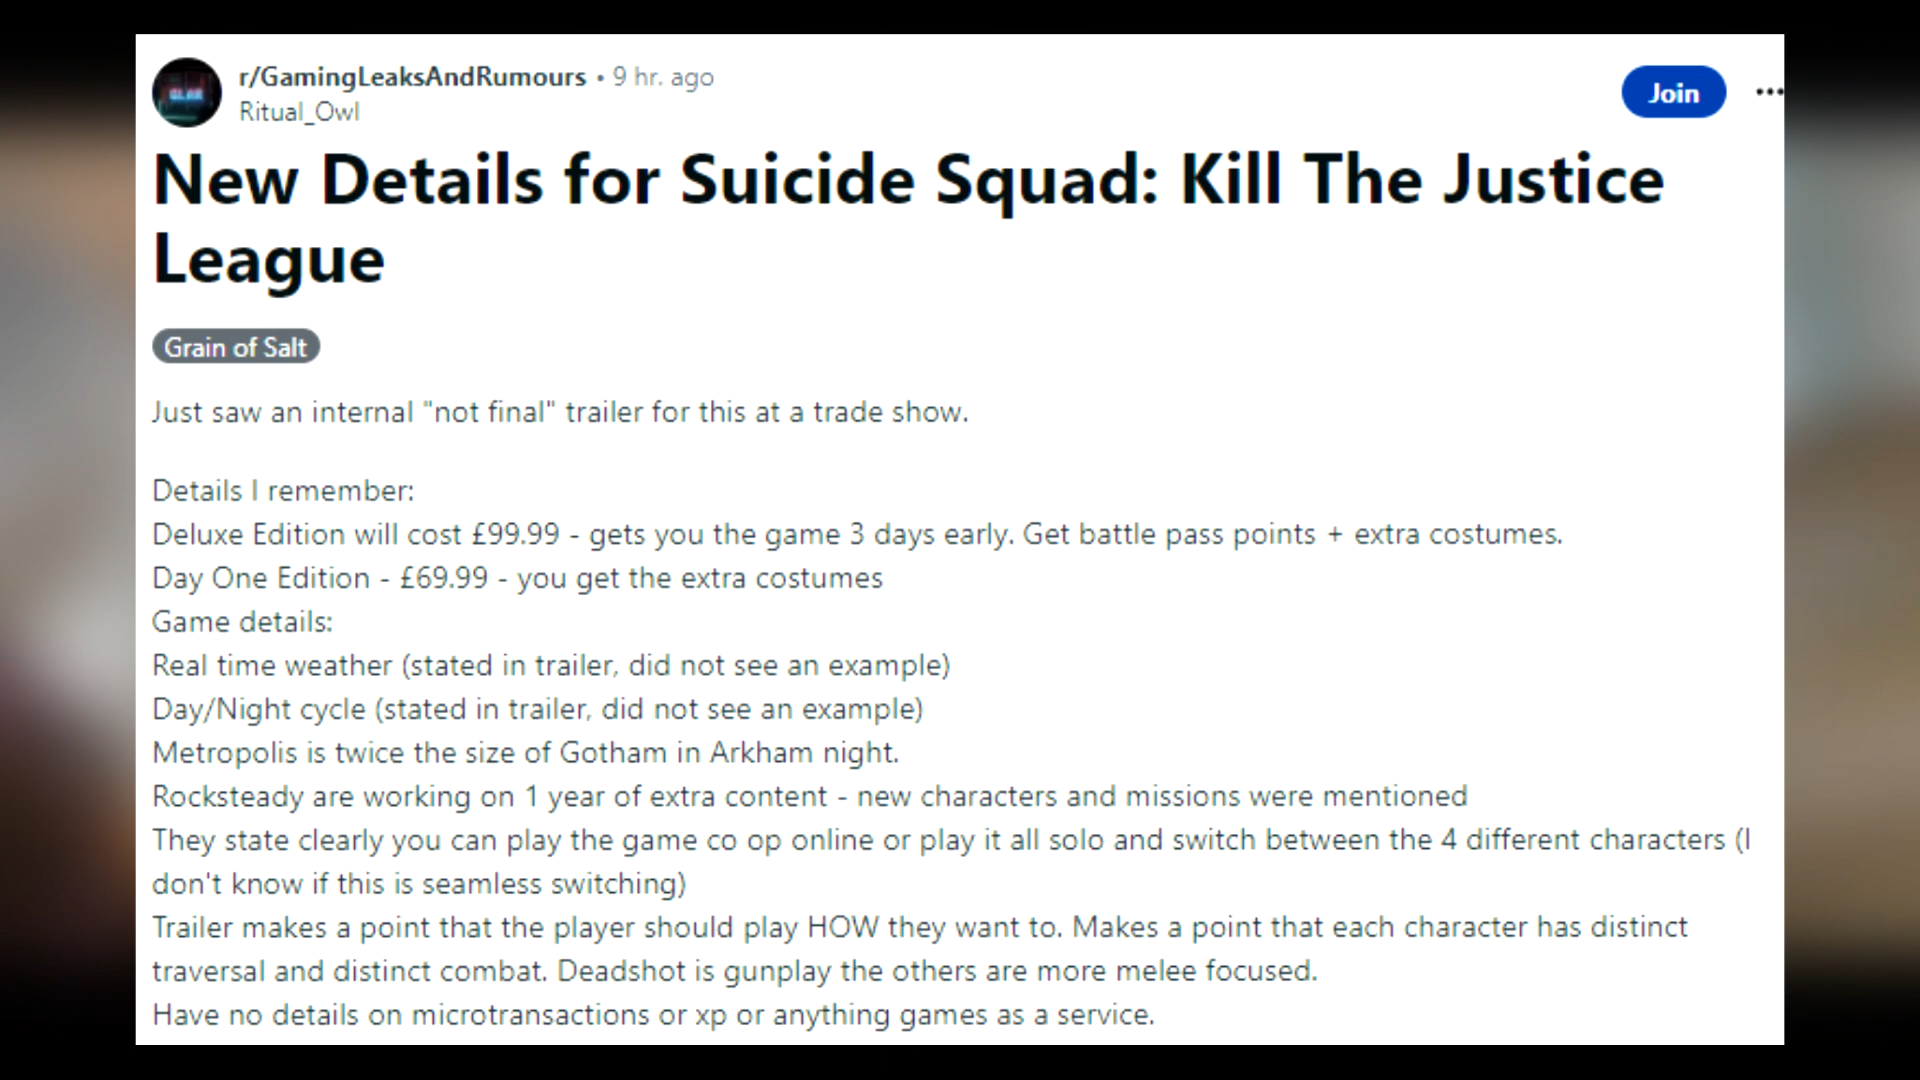 r/GamingLeaksAndRumours • 9 hr. ago
Ritual_Owl
Join
New Details for Suicide Squad: Kill The Justice
League
Grain of Salt
Just saw an internal "not final" trailer for this at a trade show.
Details I remember:
Deluxe Edition will cost £99.99 - gets you the game 3 days early. Get battle pass points + extra costumes.
Day One Edition - £69.99 - you get the extra costumes
Game details:
Real time weather (stated in trailer, did not see an example)
Day/Night cycle (stated in trailer, did not see an example)
Metropolis is twice the size of Gotham in Arkham night.
Rocksteady are working on 1 year of extra content - new characters and missions were mentioned
They state clearly you can play the game co op online or play it all solo and switch between the 4 different characters (I
don't know if this is seamless switching)
Trailer makes a point that the player should play HOW they want to. Makes a point that each character has distinct
traversal and distinct combat. Deadshot is gunplay the others are more melee focused.
Have no details on microtransactions or xp or anything games as a service.